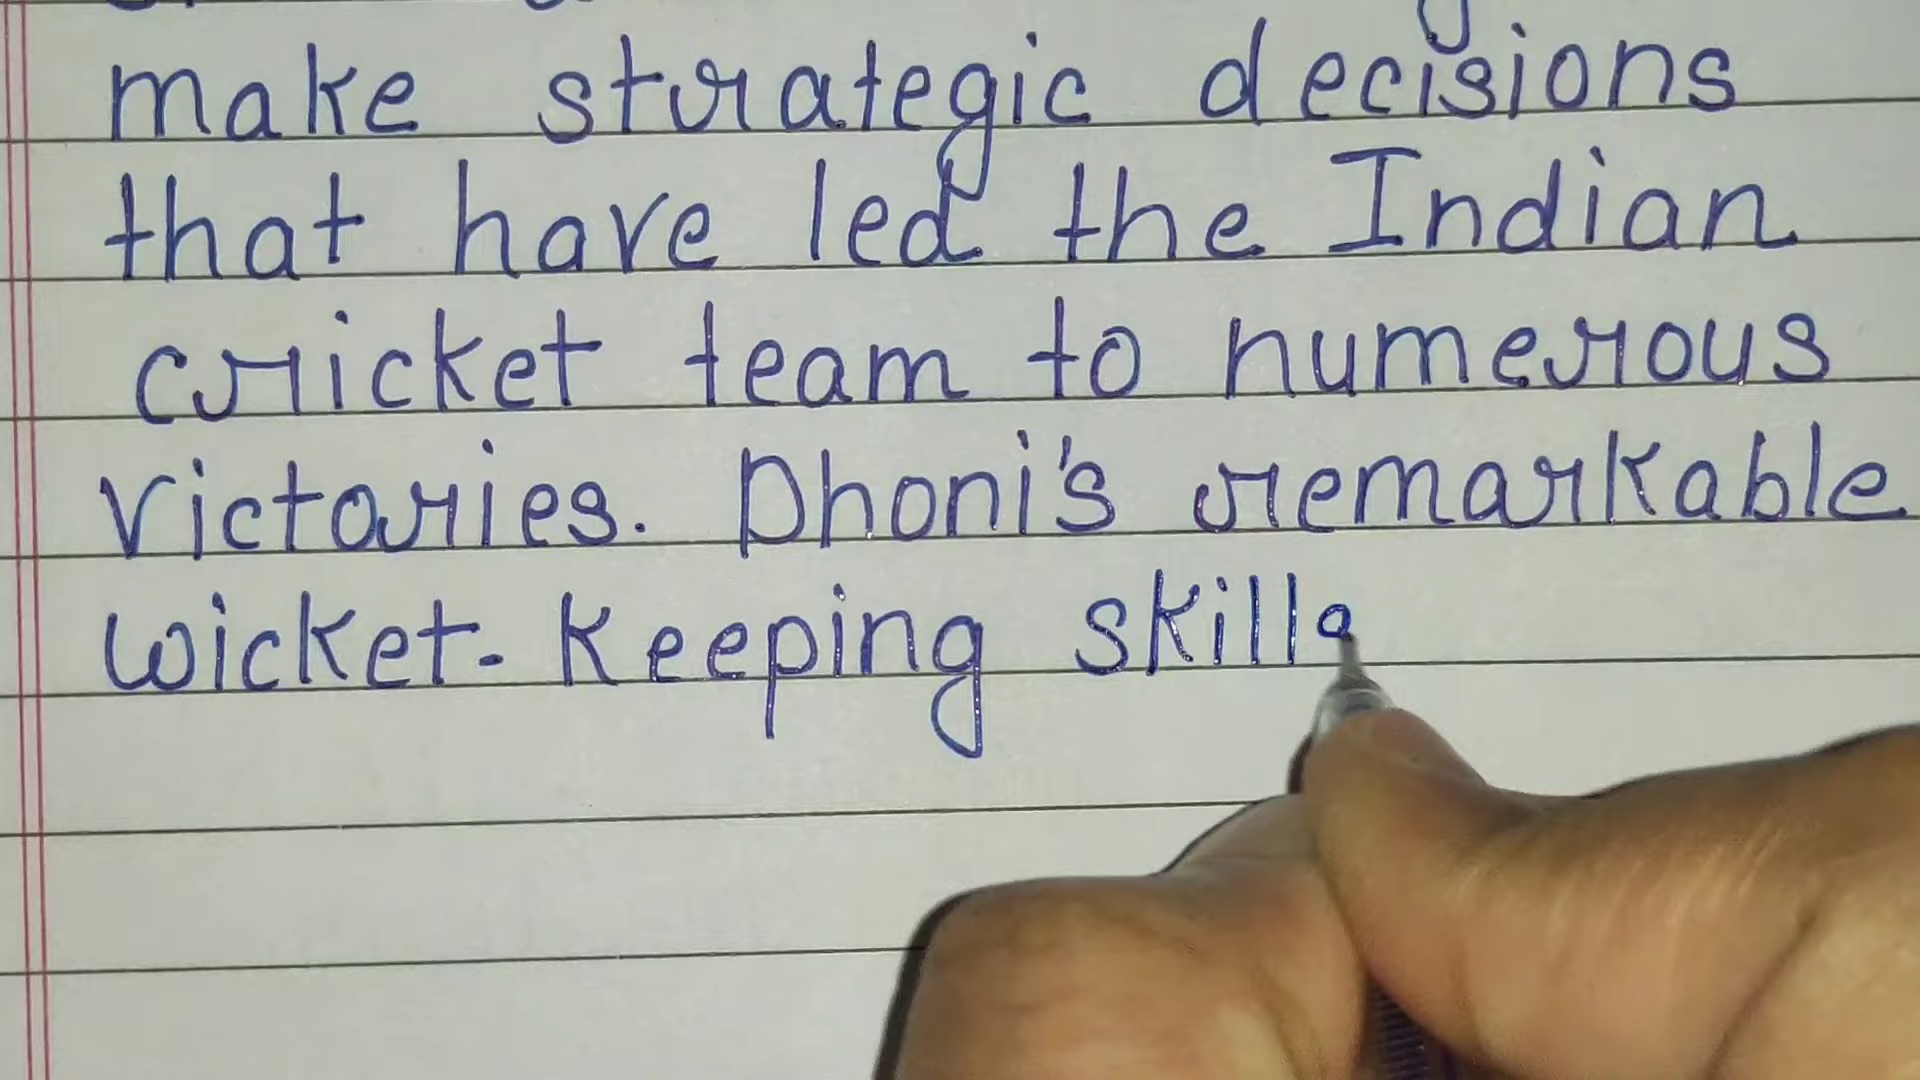 make strategic decisions
that have led the Indian
cricket team to numerous
victories. Dhoni's remarkable
wicket-keeping skills